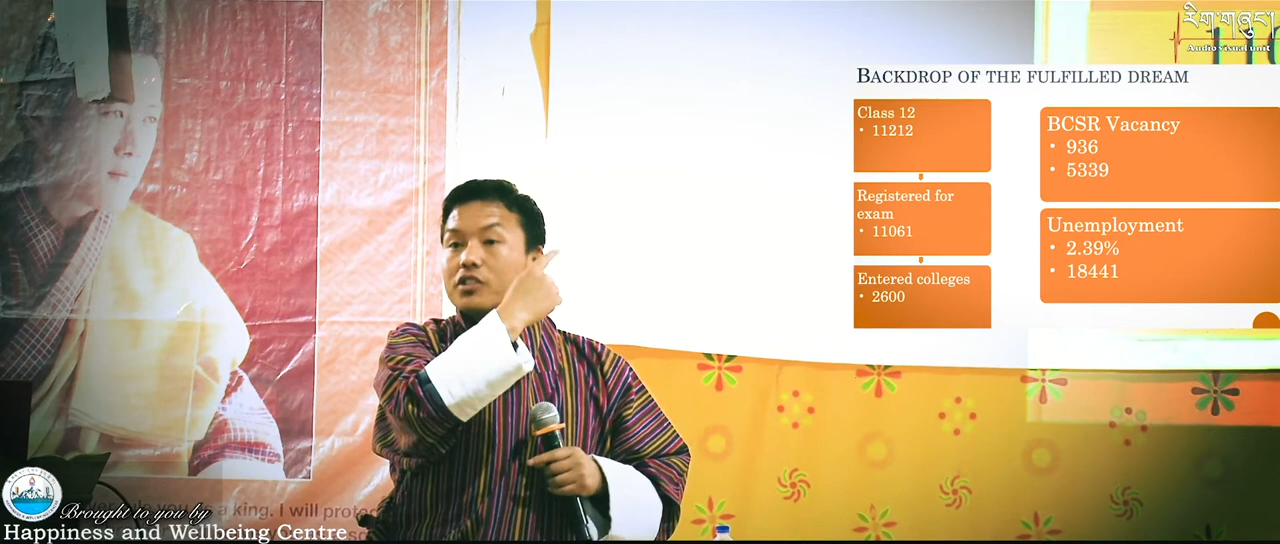 རིག་གཞུང་།
Audio visual unit
BACKDROP OF THE FULFILLED DREAM
Class 12
• 11212
Registered for
exam
• 11061
Entered colleges
• 2600
BCSR Vacancy
• 936
• 5339
Unemployment
• 2.39%
• 18441
a king. I will protec
Brought to you by
Happiness and Wellbeing Centre